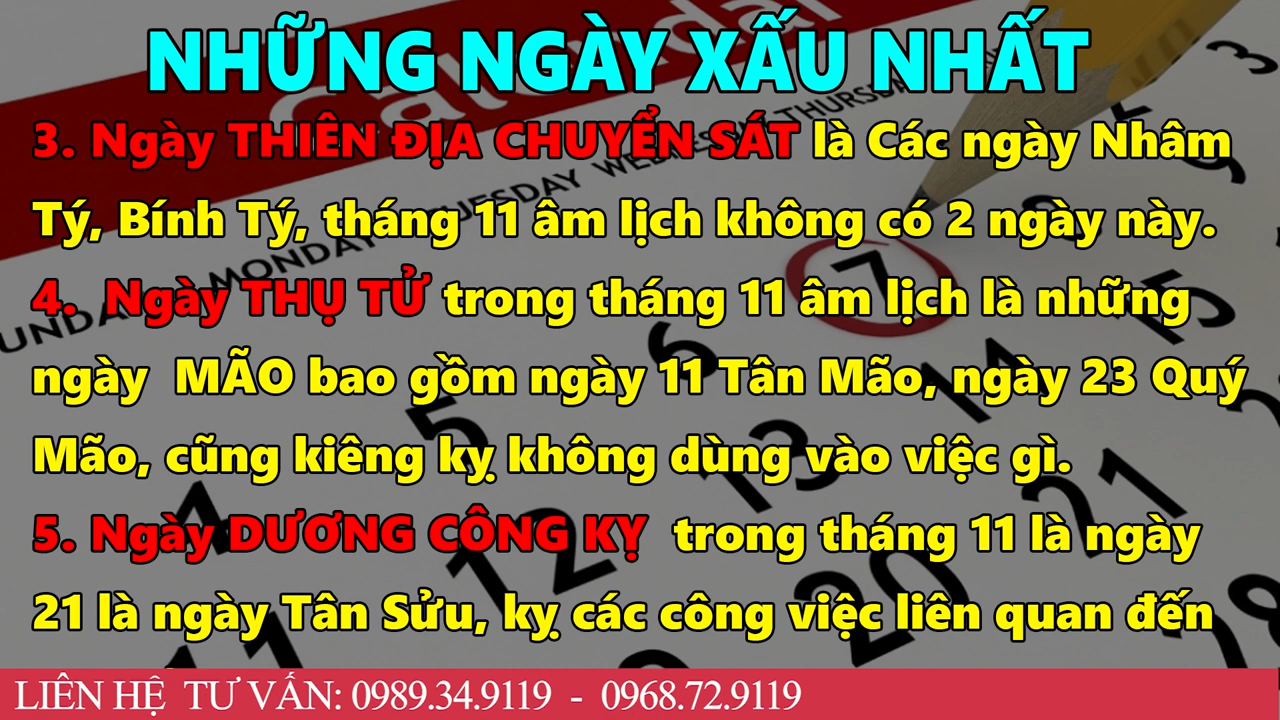 NHỮNG NGÀY XẤU NHẤT
3. Ngày THIÊN ĐỊA CHUYỂN SÁT là Các ngày Nhâm
Tý, Bính Tý, tháng 11 âm lịch không có 2 ngày này.
4. Ngày THỤ TỬ trong tháng 11 âm lịch là những
ngày MÃO bao gồm ngày 11 Tân Mão, ngày 23 Quý
Mão, cũng kiêng kỵ không dùng vào việc gì.
5. Ngày DƯƠNG CÔNG KỴ trong tháng 11 là ngày
21 là ngày Tân Sửu, kỵ các công việc liên quan đến
LIÊN HỆ TƯ VẤN: 0989.34.9119 - 0968.72.9119